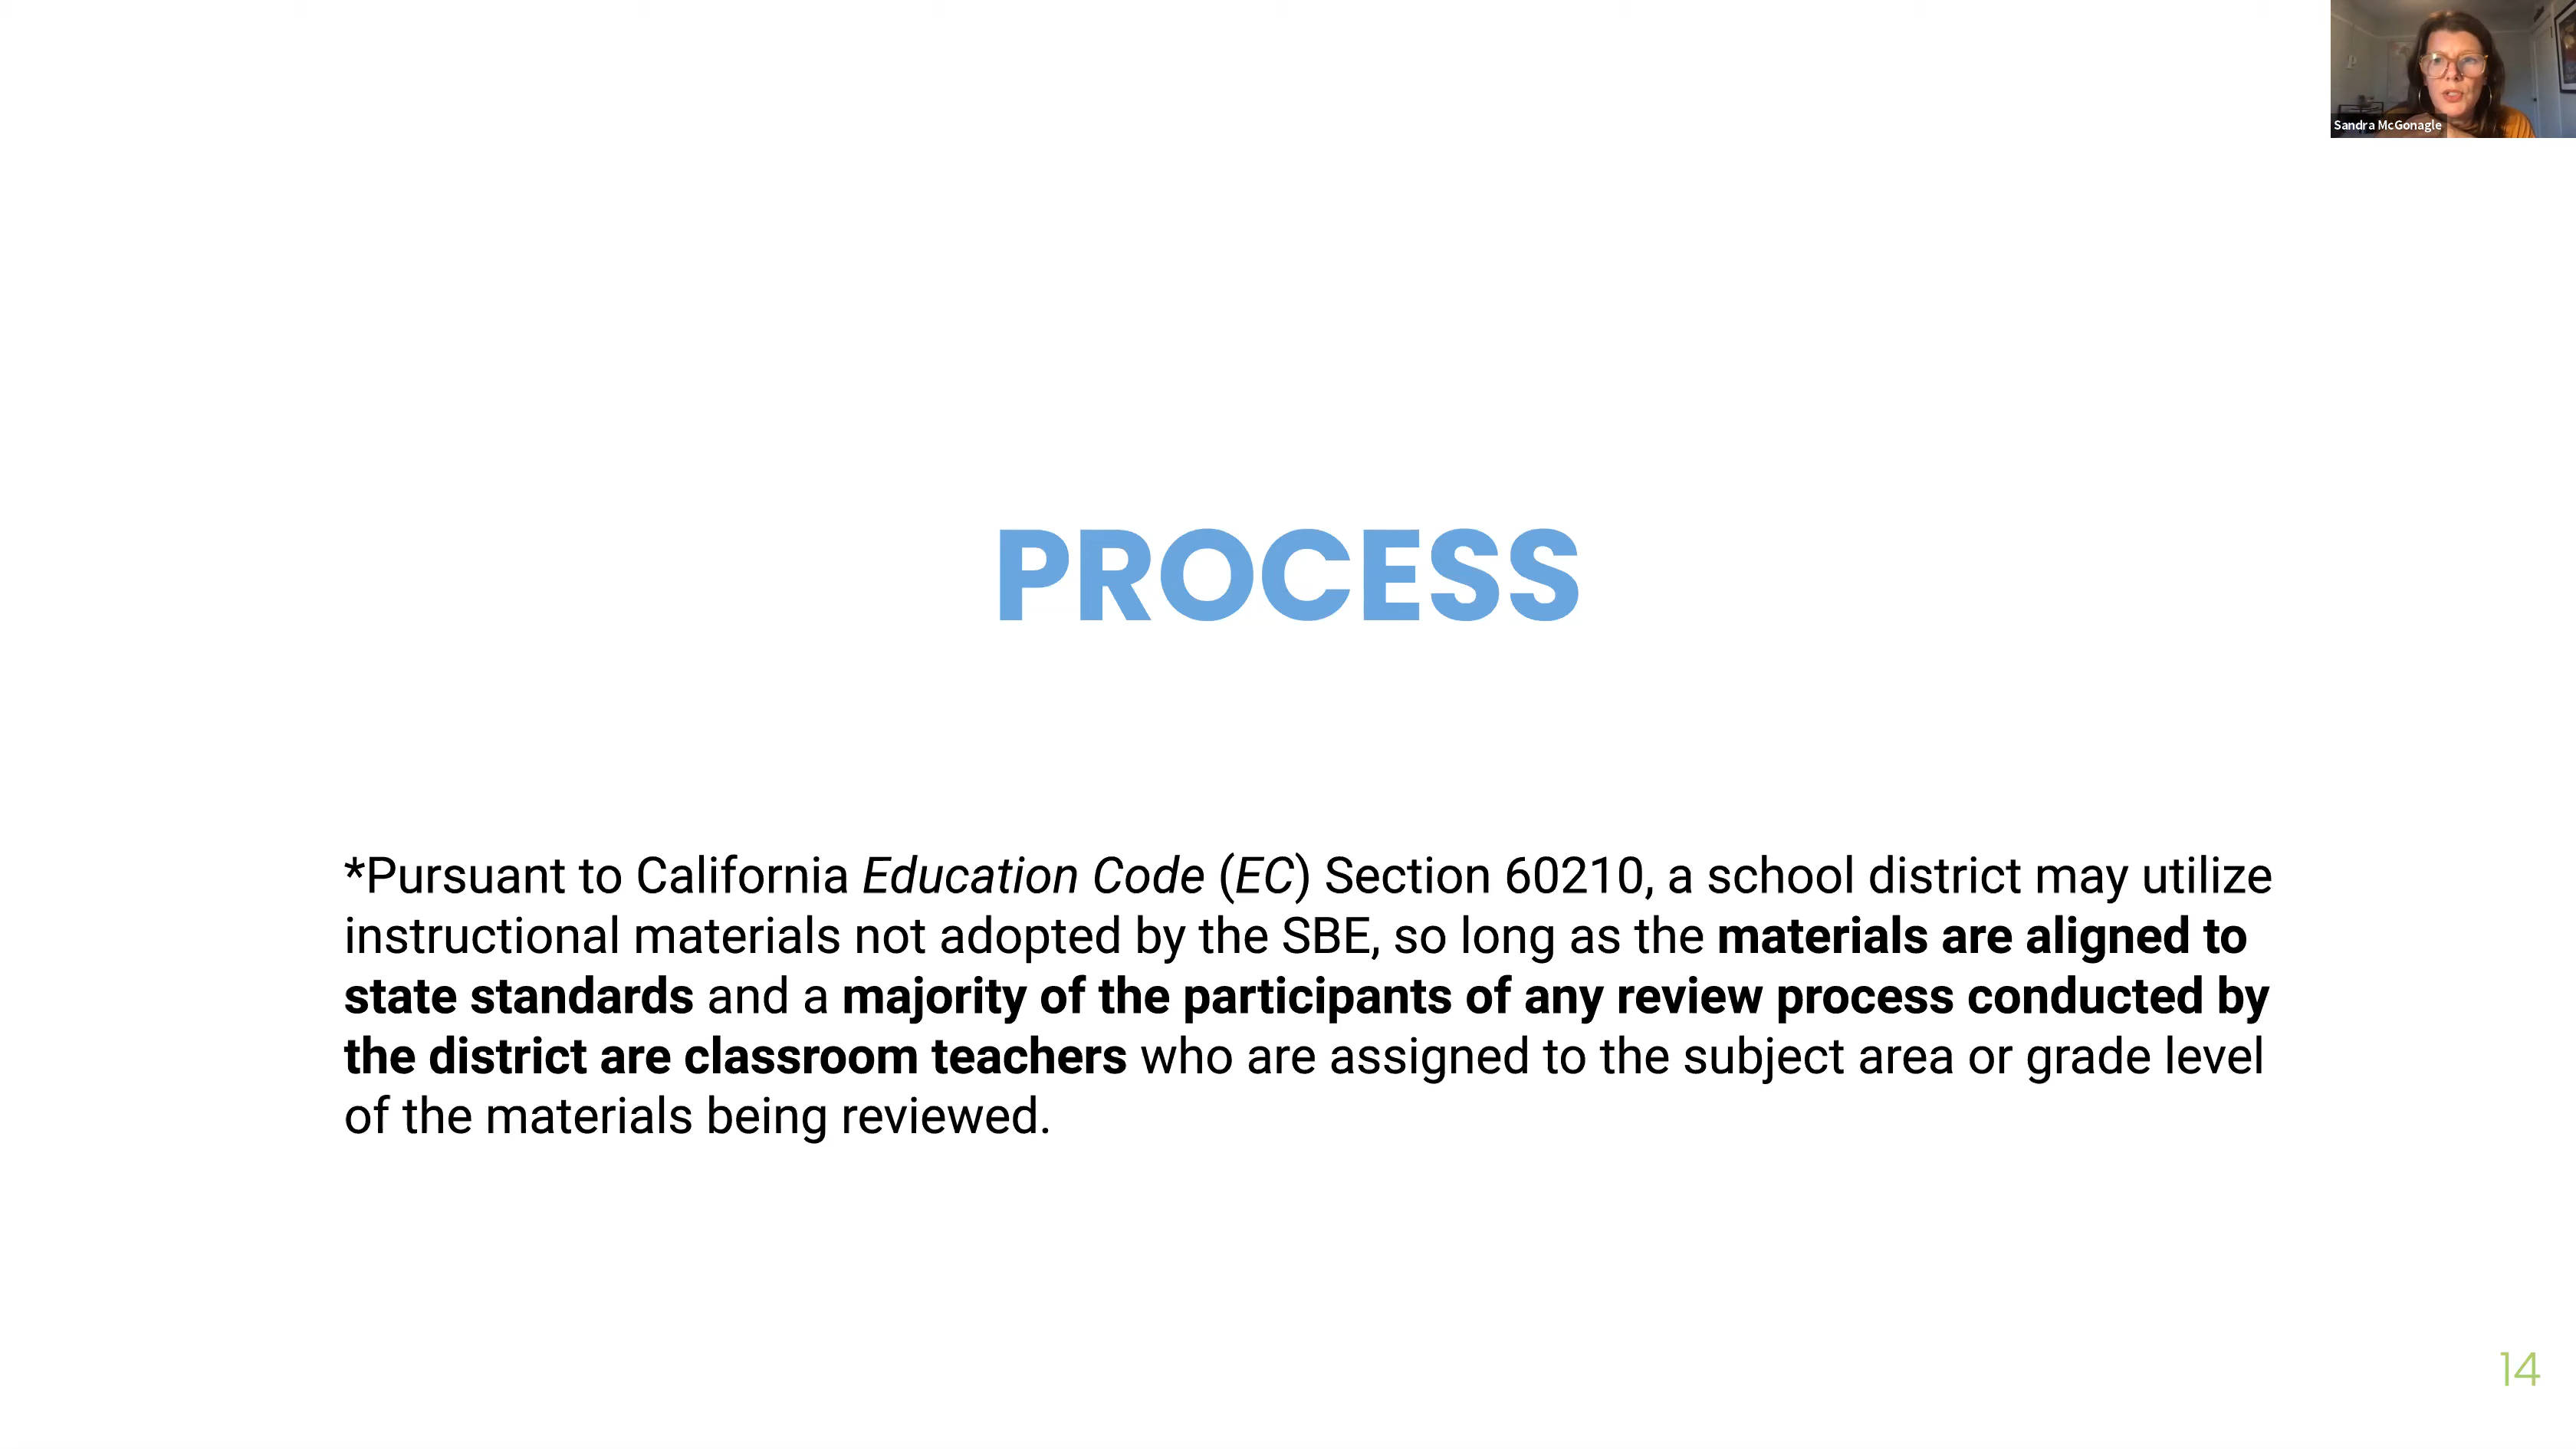 Sandra McGonagle
PROCESS
*Pursuant to California Education Code (EC) Section 60210, a school district may utilize
instructional materials not adopted by the SBE, so long as the materials are aligned to
state standards and a majority of the participants of any review process conducted by
the district are classroom teachers who are assigned to the subject area or grade level
of the materials being reviewed.
14